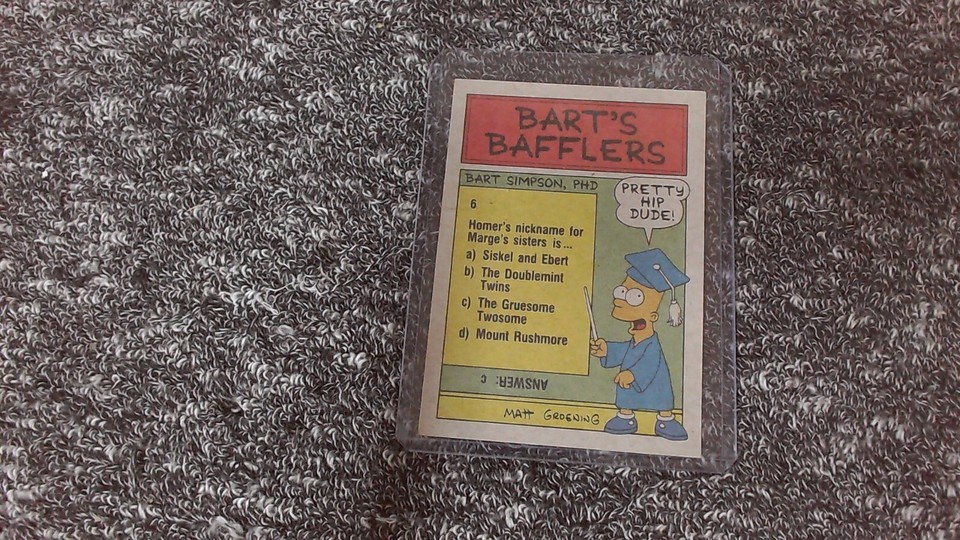 BART'S
BAFFLERS
BART SIMPSON, PHD
PRETTY
HIP
DUDE!
6
Homer's nickname for
Marge's sisters is...
a) Siskel and Ebert
b) The Doublemint
Twins
c) The Gruesome
Twosome
d) Mount Rushmore
ANSWER: c
MATT GROENING